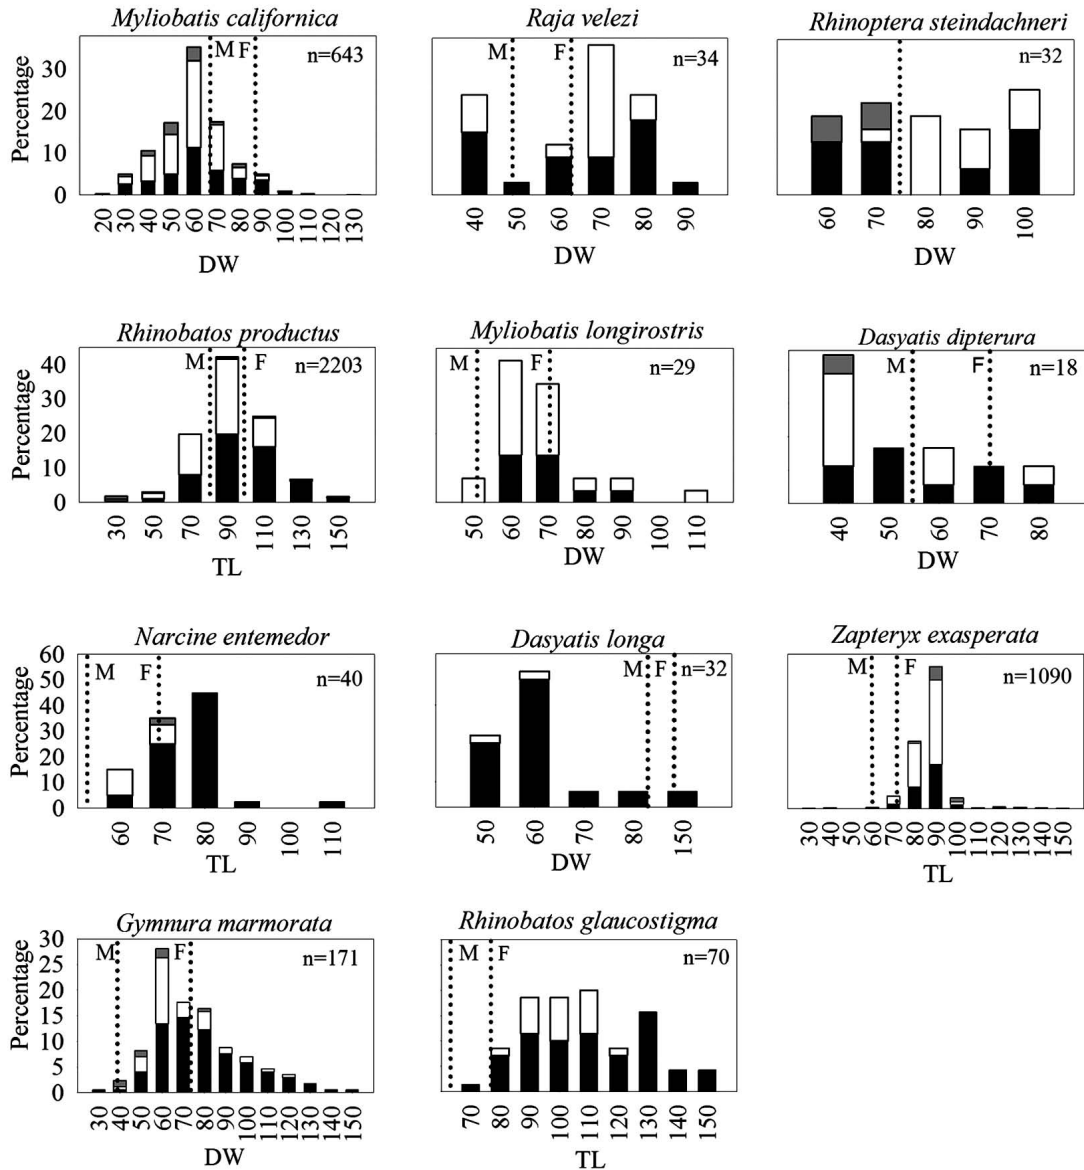 Myliobatis californica
Percentage
30
20
10
0
M F
n=643
20 30 40 50 60 70 80 90 100 110 120 130
DW
Raja velezi
M F
n=34
40 50 60 70 80 90
DW
Rhinoptera steindachneri
n=32
60 70 80 90 100
DW
Rhinobatos productus
Percentage
40
30
20
10
0
M F
n=2203
30 50 70 90 110 130 150
TL
Myliobatis longirostris
M F
n=29
50 60 70 80 90 100 110
DW
Dasyatis dipterura
M F
n=18
40 50 60 70 80
DW
Narcine entemedor
Percentage
60
50
40
30
20
10
0
M F
n=40
60 70 80 90 100 110
TL
Dasyatis longa
M F
n=32
50 60 70 80 150
DW
Zapteryx exasperata
M F
n=1090
30 40 50 60 70 80 90 100 110 120 130 140 150
TL
Gymnura marmorata
Percentage
30
25
20
15
10
5
0
M F
n=171
30 40 50 60 70 80 90 100 110 120 130 140 150
DW
Rhinobatos glaucostigma
M F
n=70
70 80 90 100 110 120 130 140 150
TL